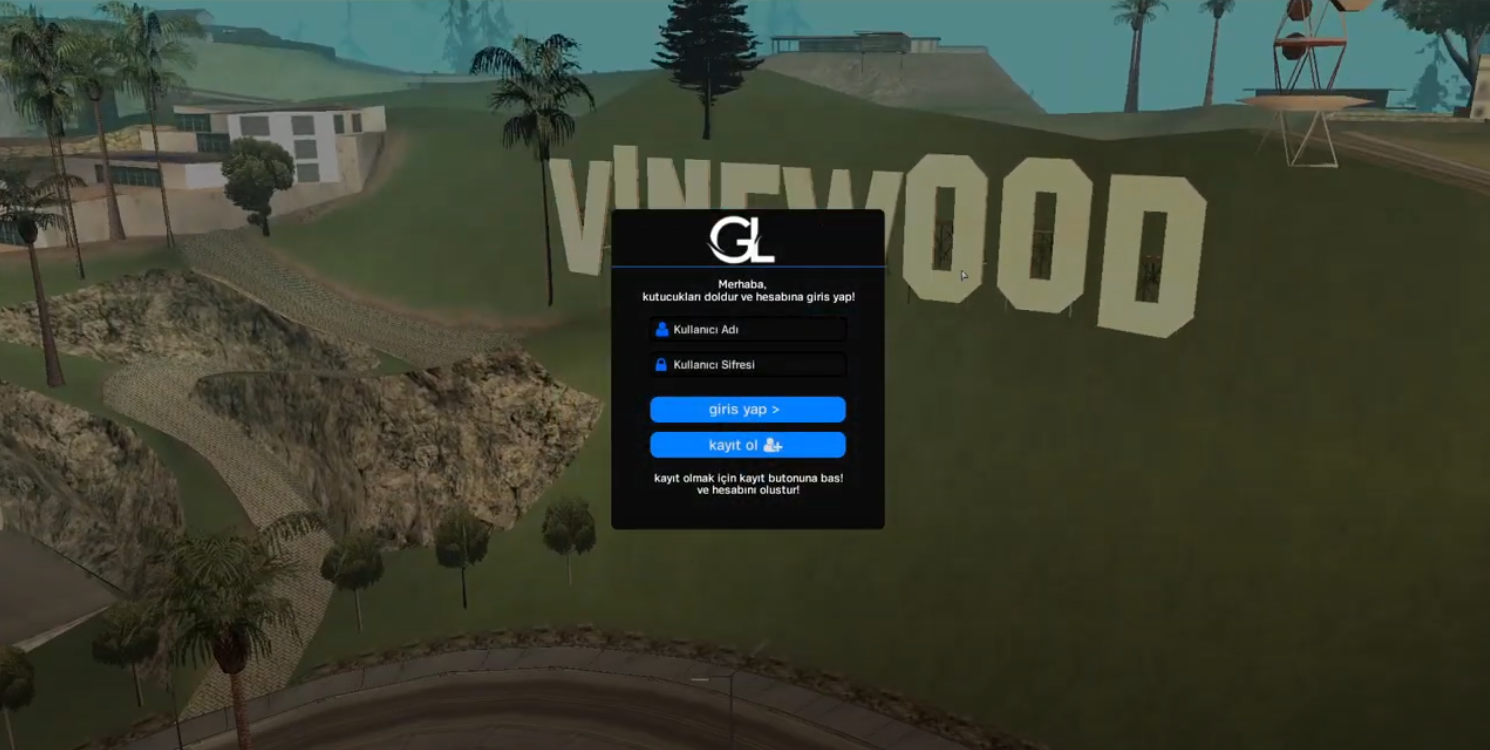 VINEWOOD
GL
Merhaba,
kutucukları doldur ve hesabına giris yap!
Kullanıcı Adı
Kullanıcı Sifresi
giris yap >
kayıt ol
kayıt olmak için kayıt butonuna bas!
ve hesabını olustur!